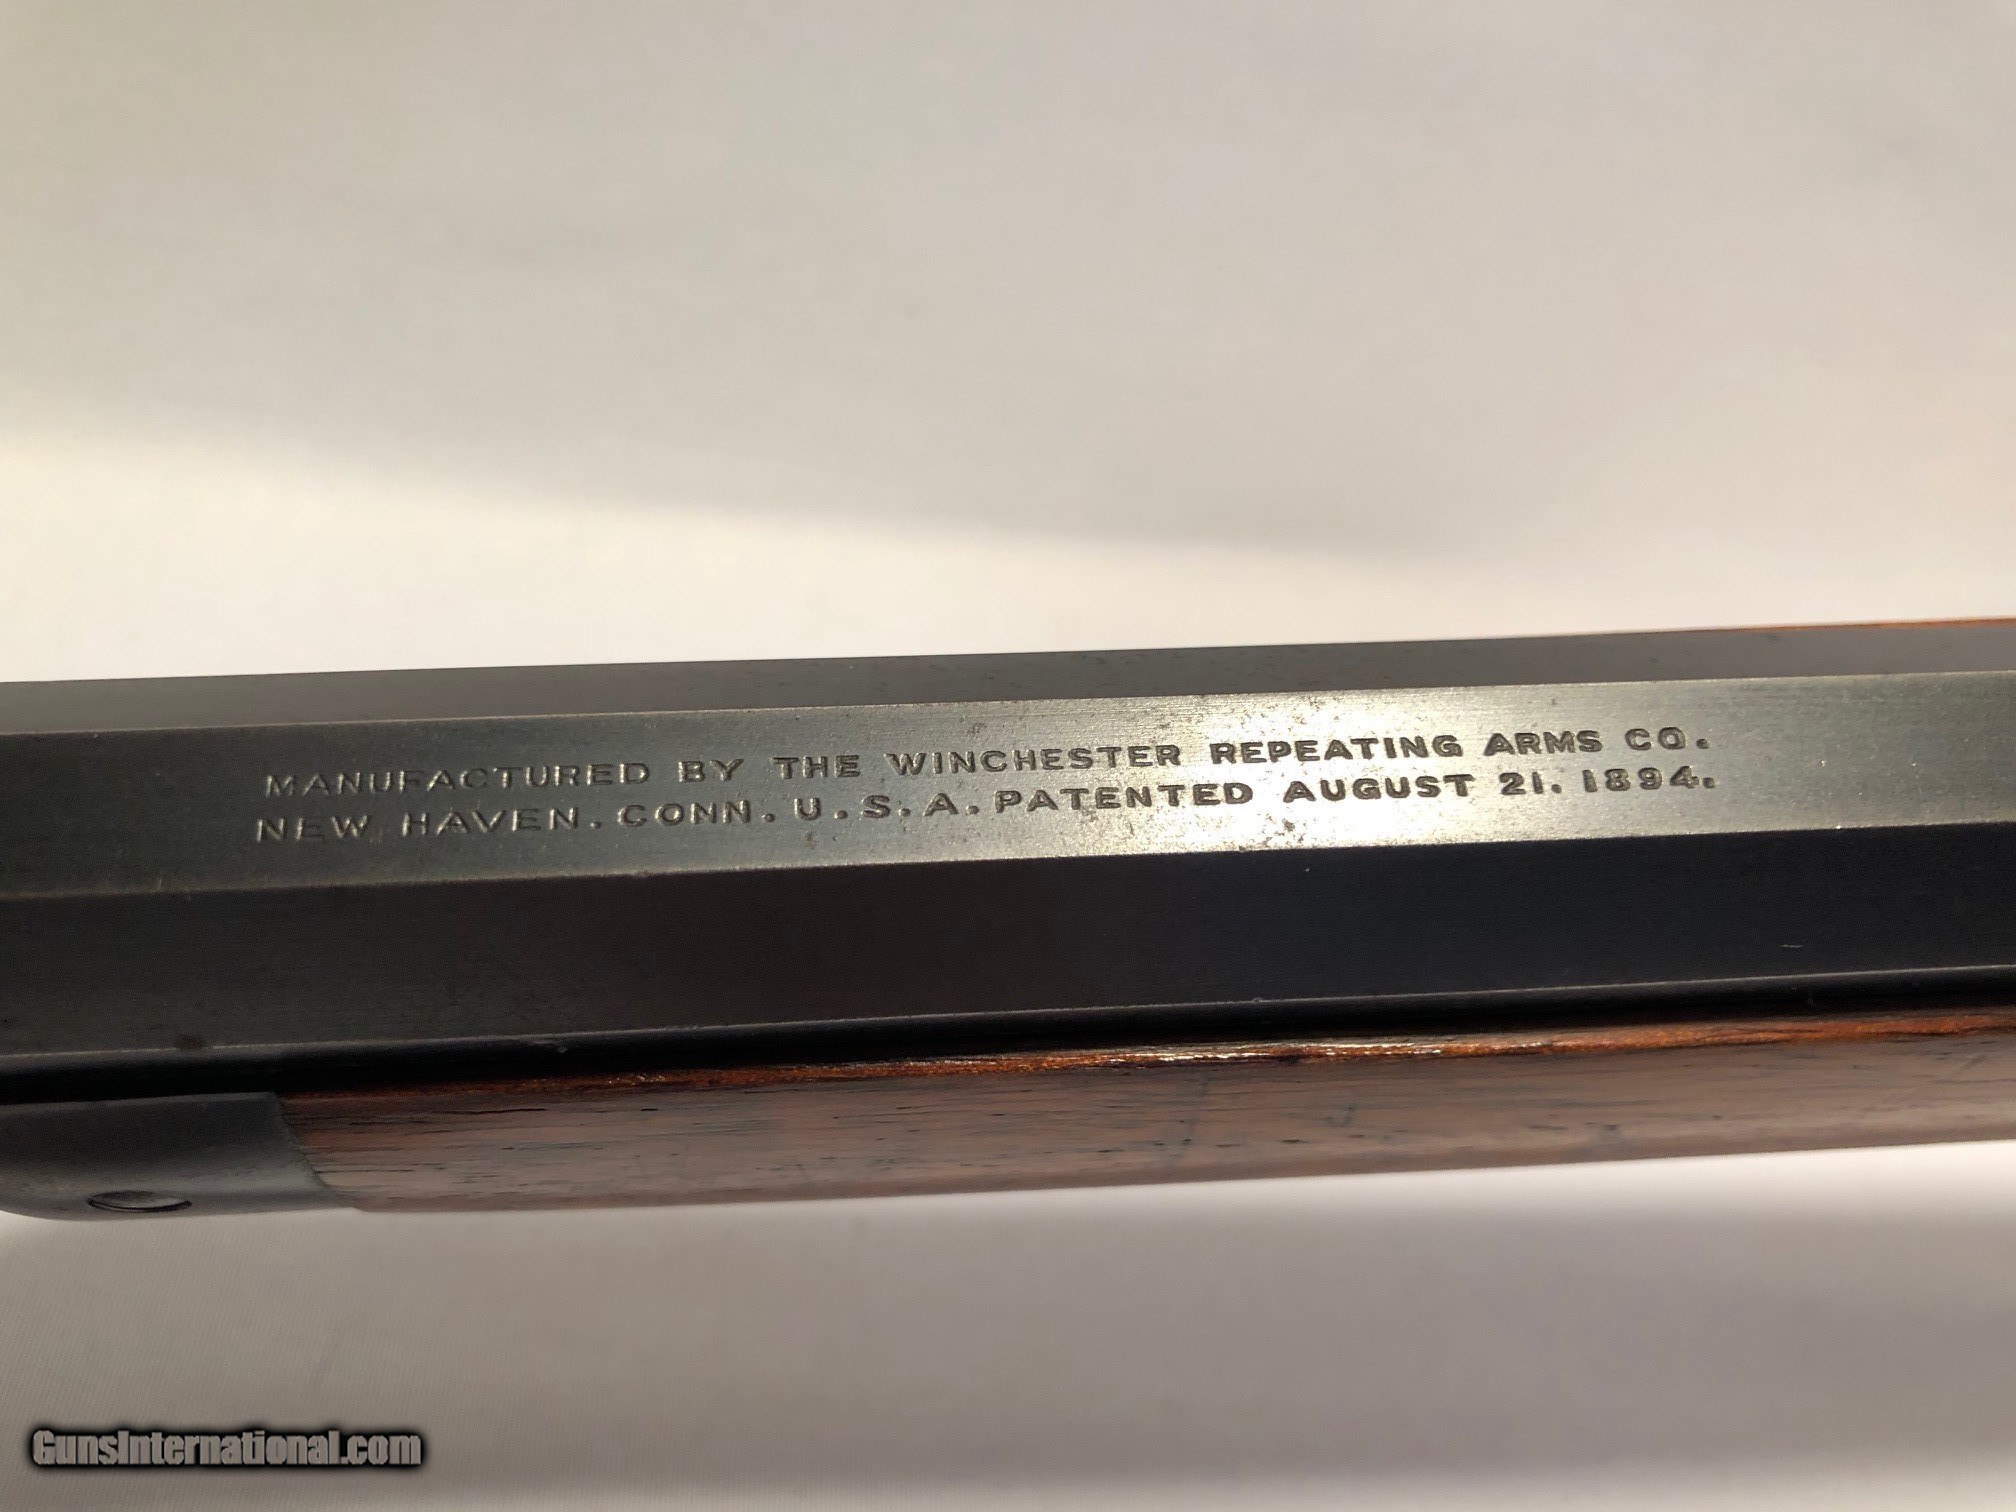 MANUFACTURED BY THE WINCHESTER REPEATING ARMS CO.
NEW HAVEN. CONN. U.S.A. PATENTED AUGUST 21. 1894.
GunsInternational.com